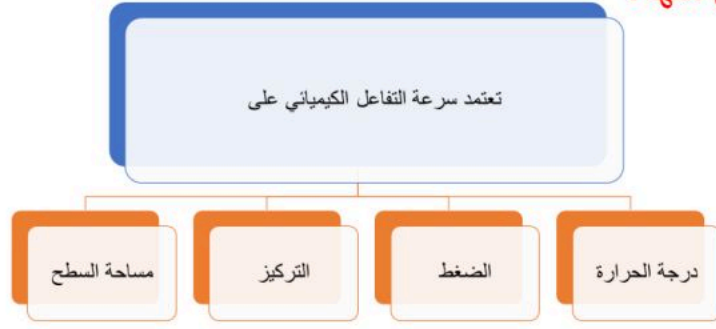 تعتمد سرعة التفاعل الكيميائي على
درجة الحرارة
الضغط
التركيز
مساحة السطح